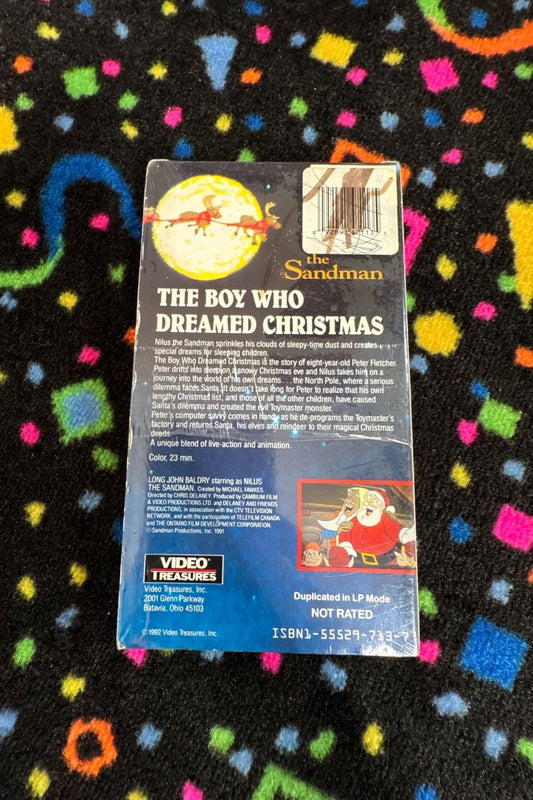 the
Sandman
THE BOY WHO
DREAMED CHRISTMAS
Nilus the Sandman sprinkles his clouds of sleepy-time dust and creates
special dreams for sleeping children.
The Boy Who Dreamed Christmas is the story of eight-year-old Peter Fletcher.
Peter drifts into sleep on a snowy Christmas eve and Nilus takes him on a
journey into the world of his own dreams . . . the North Pole, where a serious
dilemma faces Santa. It doesn't take long for Peter to realize that his own
lengthy Christmas list, and those of all the other children, have caused
Santa's dilemma and created the evil Toymaster monster.
Peter's computer savvy comes in handy as he de-programs the Toymaster's
factory and returns Santa, his elves and reindeer to their magical Christmas
deeds.
A unique blend of live-action and animation.
Color, 23 min.
LONG JOHN BALDRY starring as NILUS
THE SANDMAN. Created by MICHAEL FAWKES.
Directed by CHRIS DELANEY. Produced by CAMBIUM FILM
& VIDEO PRODUCTIONS LTD. and DELANEY AND FRIENDS
PRODUCTIONS, in association with the CTV TELEVISION
NETWORK, and with the participation of TELEFILM CANADA
and THE ONTARIO FILM DEVELOPMENT CORPORATION.
©Sandman Productions, Inc. 1991
VIDEO
TREASURES
Video Treasures, Inc.
2001 Glenn Parkway
Batavia, Ohio 45103
©1992 Video Treasures, Inc.
Duplicated in LP Mode
NOT RATED
ISBN1-55529-713-7